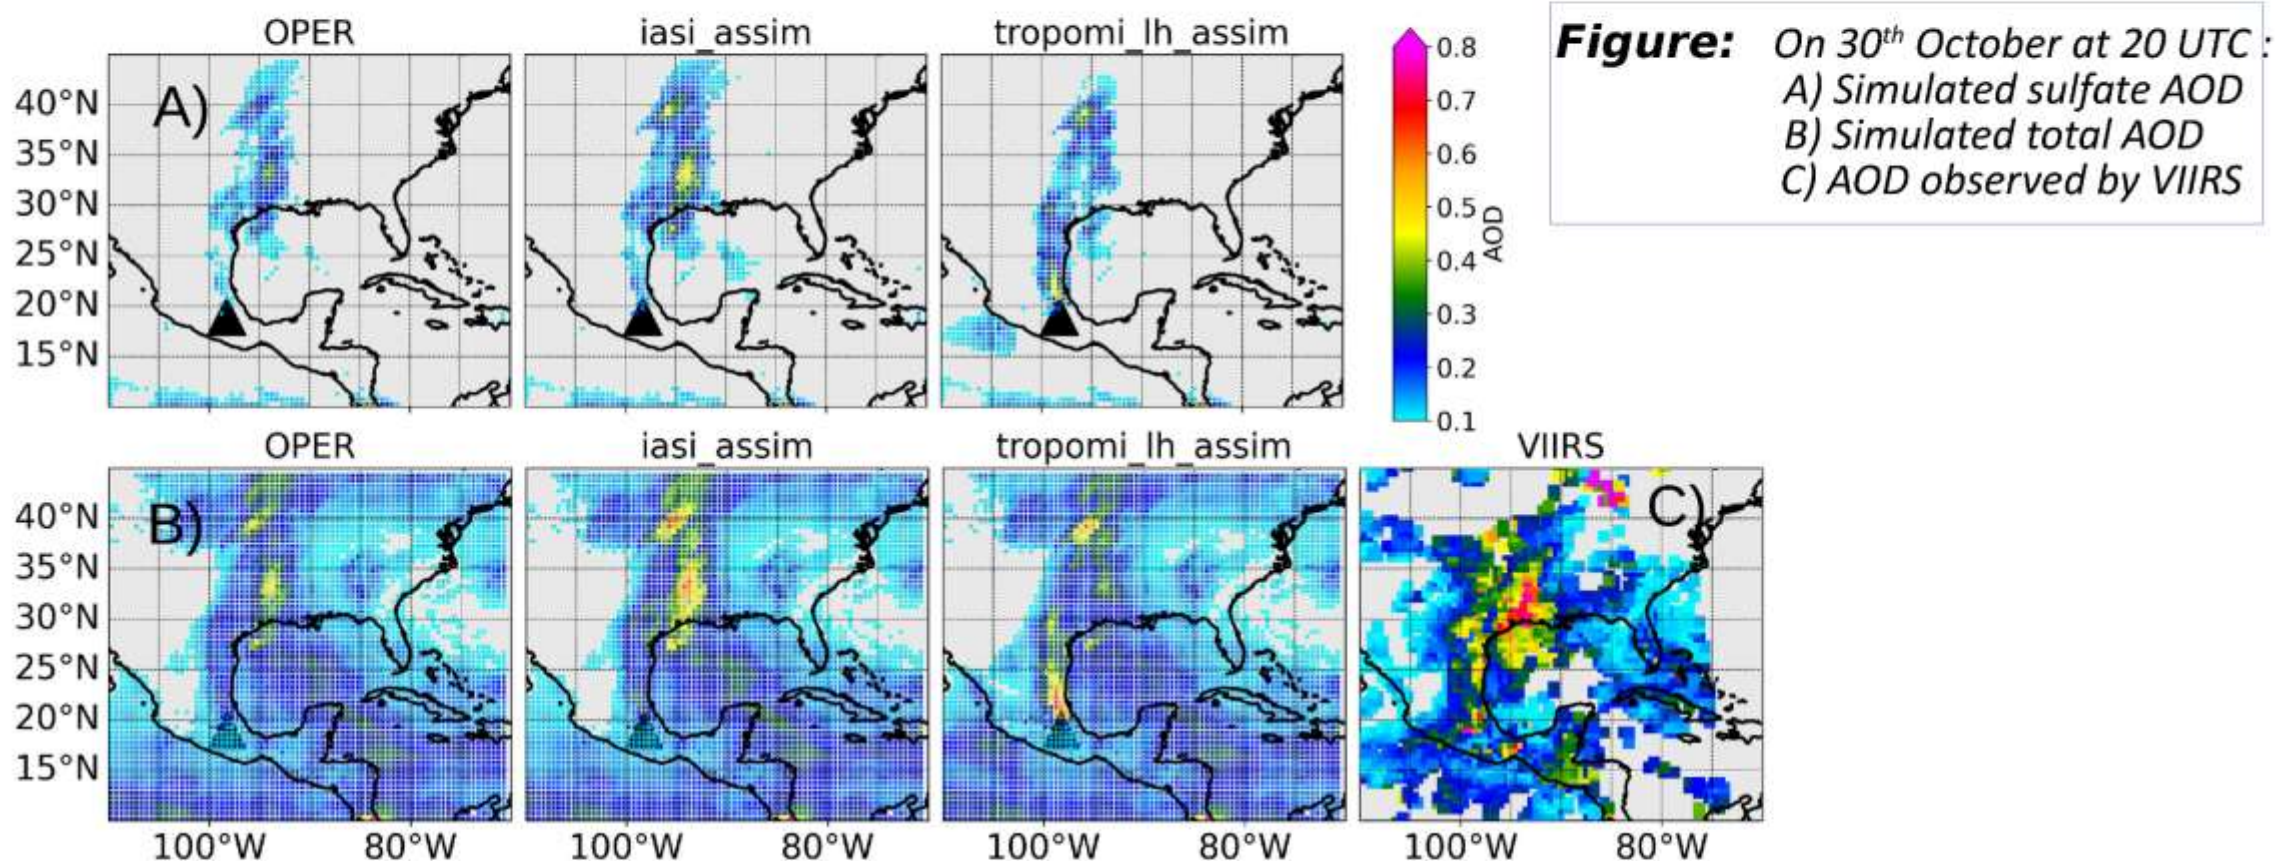 OPER iasi_assim tropomi_lh_assim
Figure: On 30th October at 20 UTC :
A) Simulated sulfate AOD
B) Simulated total AOD
C) AOD observed by VIIRS
A)
40°N
35°N
30°N
25°N
20°N
15°N
0.8
0.7
0.6
0.5
0.4
0.3
0.2
0.1
AOD
OPER iasi_assim tropomi_lh_assim VIIRS
B)
C)
40°N
35°N
30°N
25°N
20°N
15°N
100°W 80°W 100°W 80°W 100°W 80°W 100°W 80°W